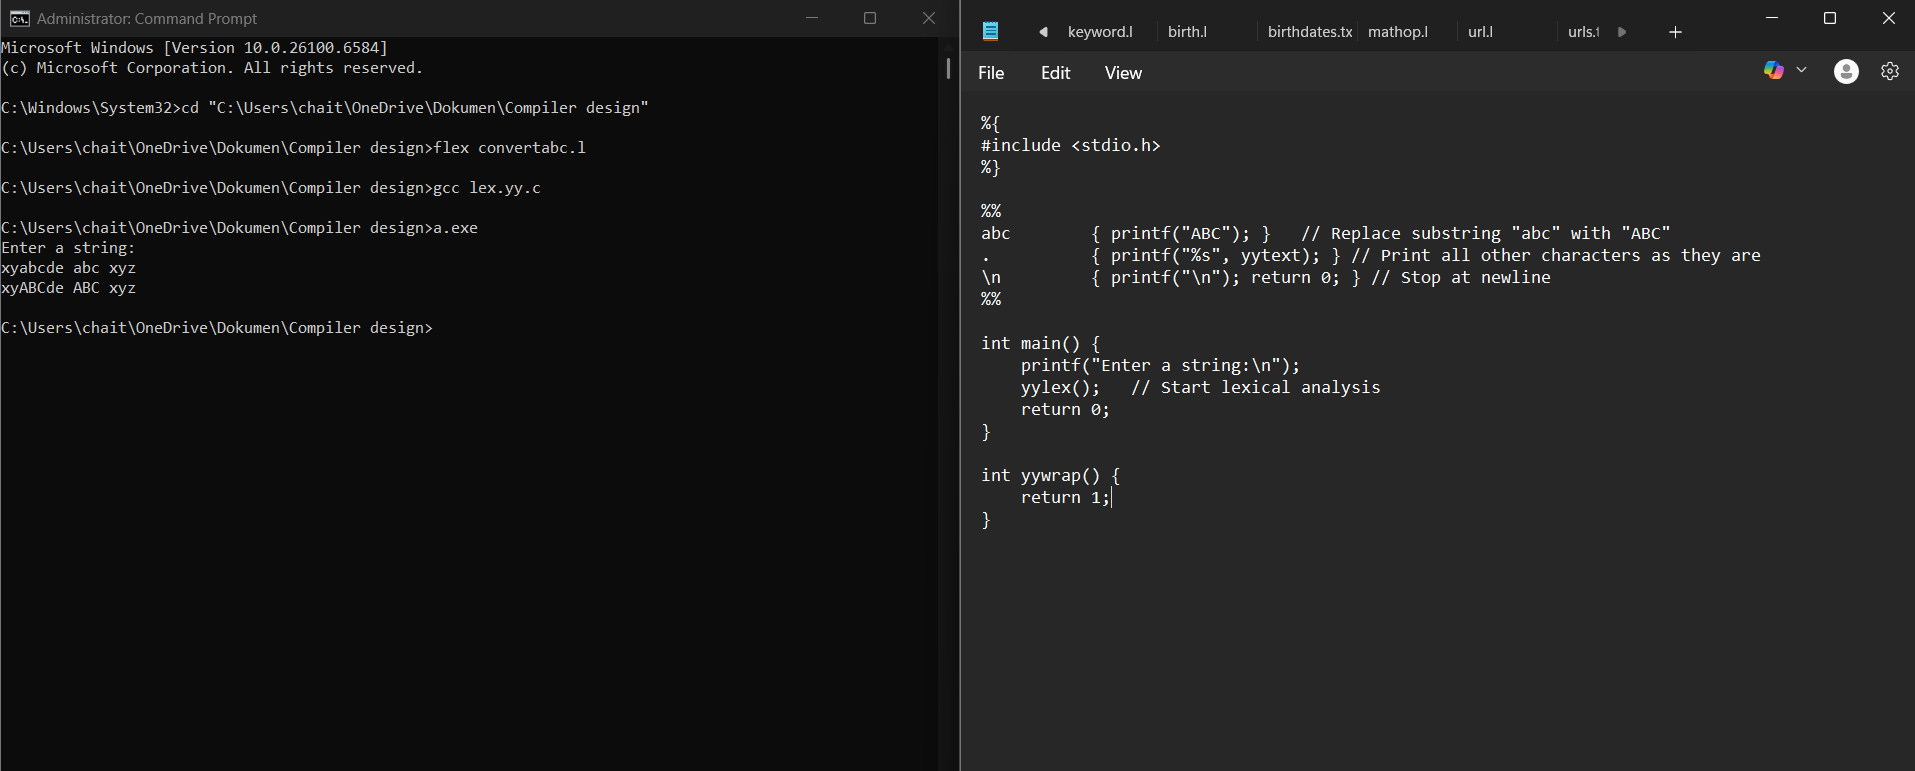 Administrator: Command Prompt
Microsoft Windows [Version 10.0.26100.6584]
(c) Microsoft Corporation. All rights reserved.
C:\Windows\System32>cd "C:\Users\chait\OneDrive\Dokumen\Compiler design"
C:\Users\chait\OneDrive\Dokumen\Compiler design>flex convertabc.l
C:\Users\chait\OneDrive\Dokumen\Compiler design>gcc lex.yy.c
C:\Users\chait\OneDrive\Dokumen\Compiler design>a.exe
Enter a string:
xyabcde abc xyz
xyABCde ABC xyz
C:\Users\chait\OneDrive\Dokumen\Compiler design>
keyword.l birth.l birthdates.tx mathop.l url.l urls.t
File Edit View
%{
#include <stdio.h>
%}
%%
abc        { printf("ABC"); }   // Replace substring "abc" with "ABC"
.          { printf("%s", yytext); } // Print all other characters as they are
\n         { printf("\n"); return 0; } // Stop at newline
%%
int main() {
    printf("Enter a string:\n");
    yylex();   // Start lexical analysis
    return 0;
}
int yywrap() {
    return 1;
}